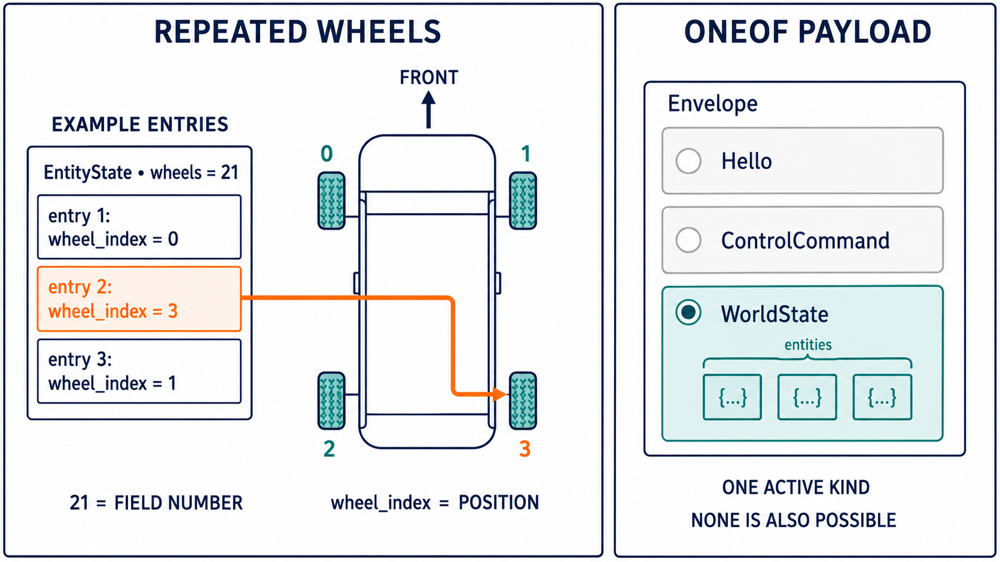 REPEATED WHEELS
FRONT
EXAMPLE ENTRIES
EntityState • wheels = 21
entry 1:
wheel_index = 0
entry 2:
wheel_index = 3
entry 3:
wheel_index = 1
0
1
2
3
21 = FIELD NUMBER
wheel_index = POSITION
ONEOF PAYLOAD
Envelope
Hello
ControlCommand
WorldState
entities
{...} {...} {...}
ONE ACTIVE KIND
NONE IS ALSO POSSIBLE